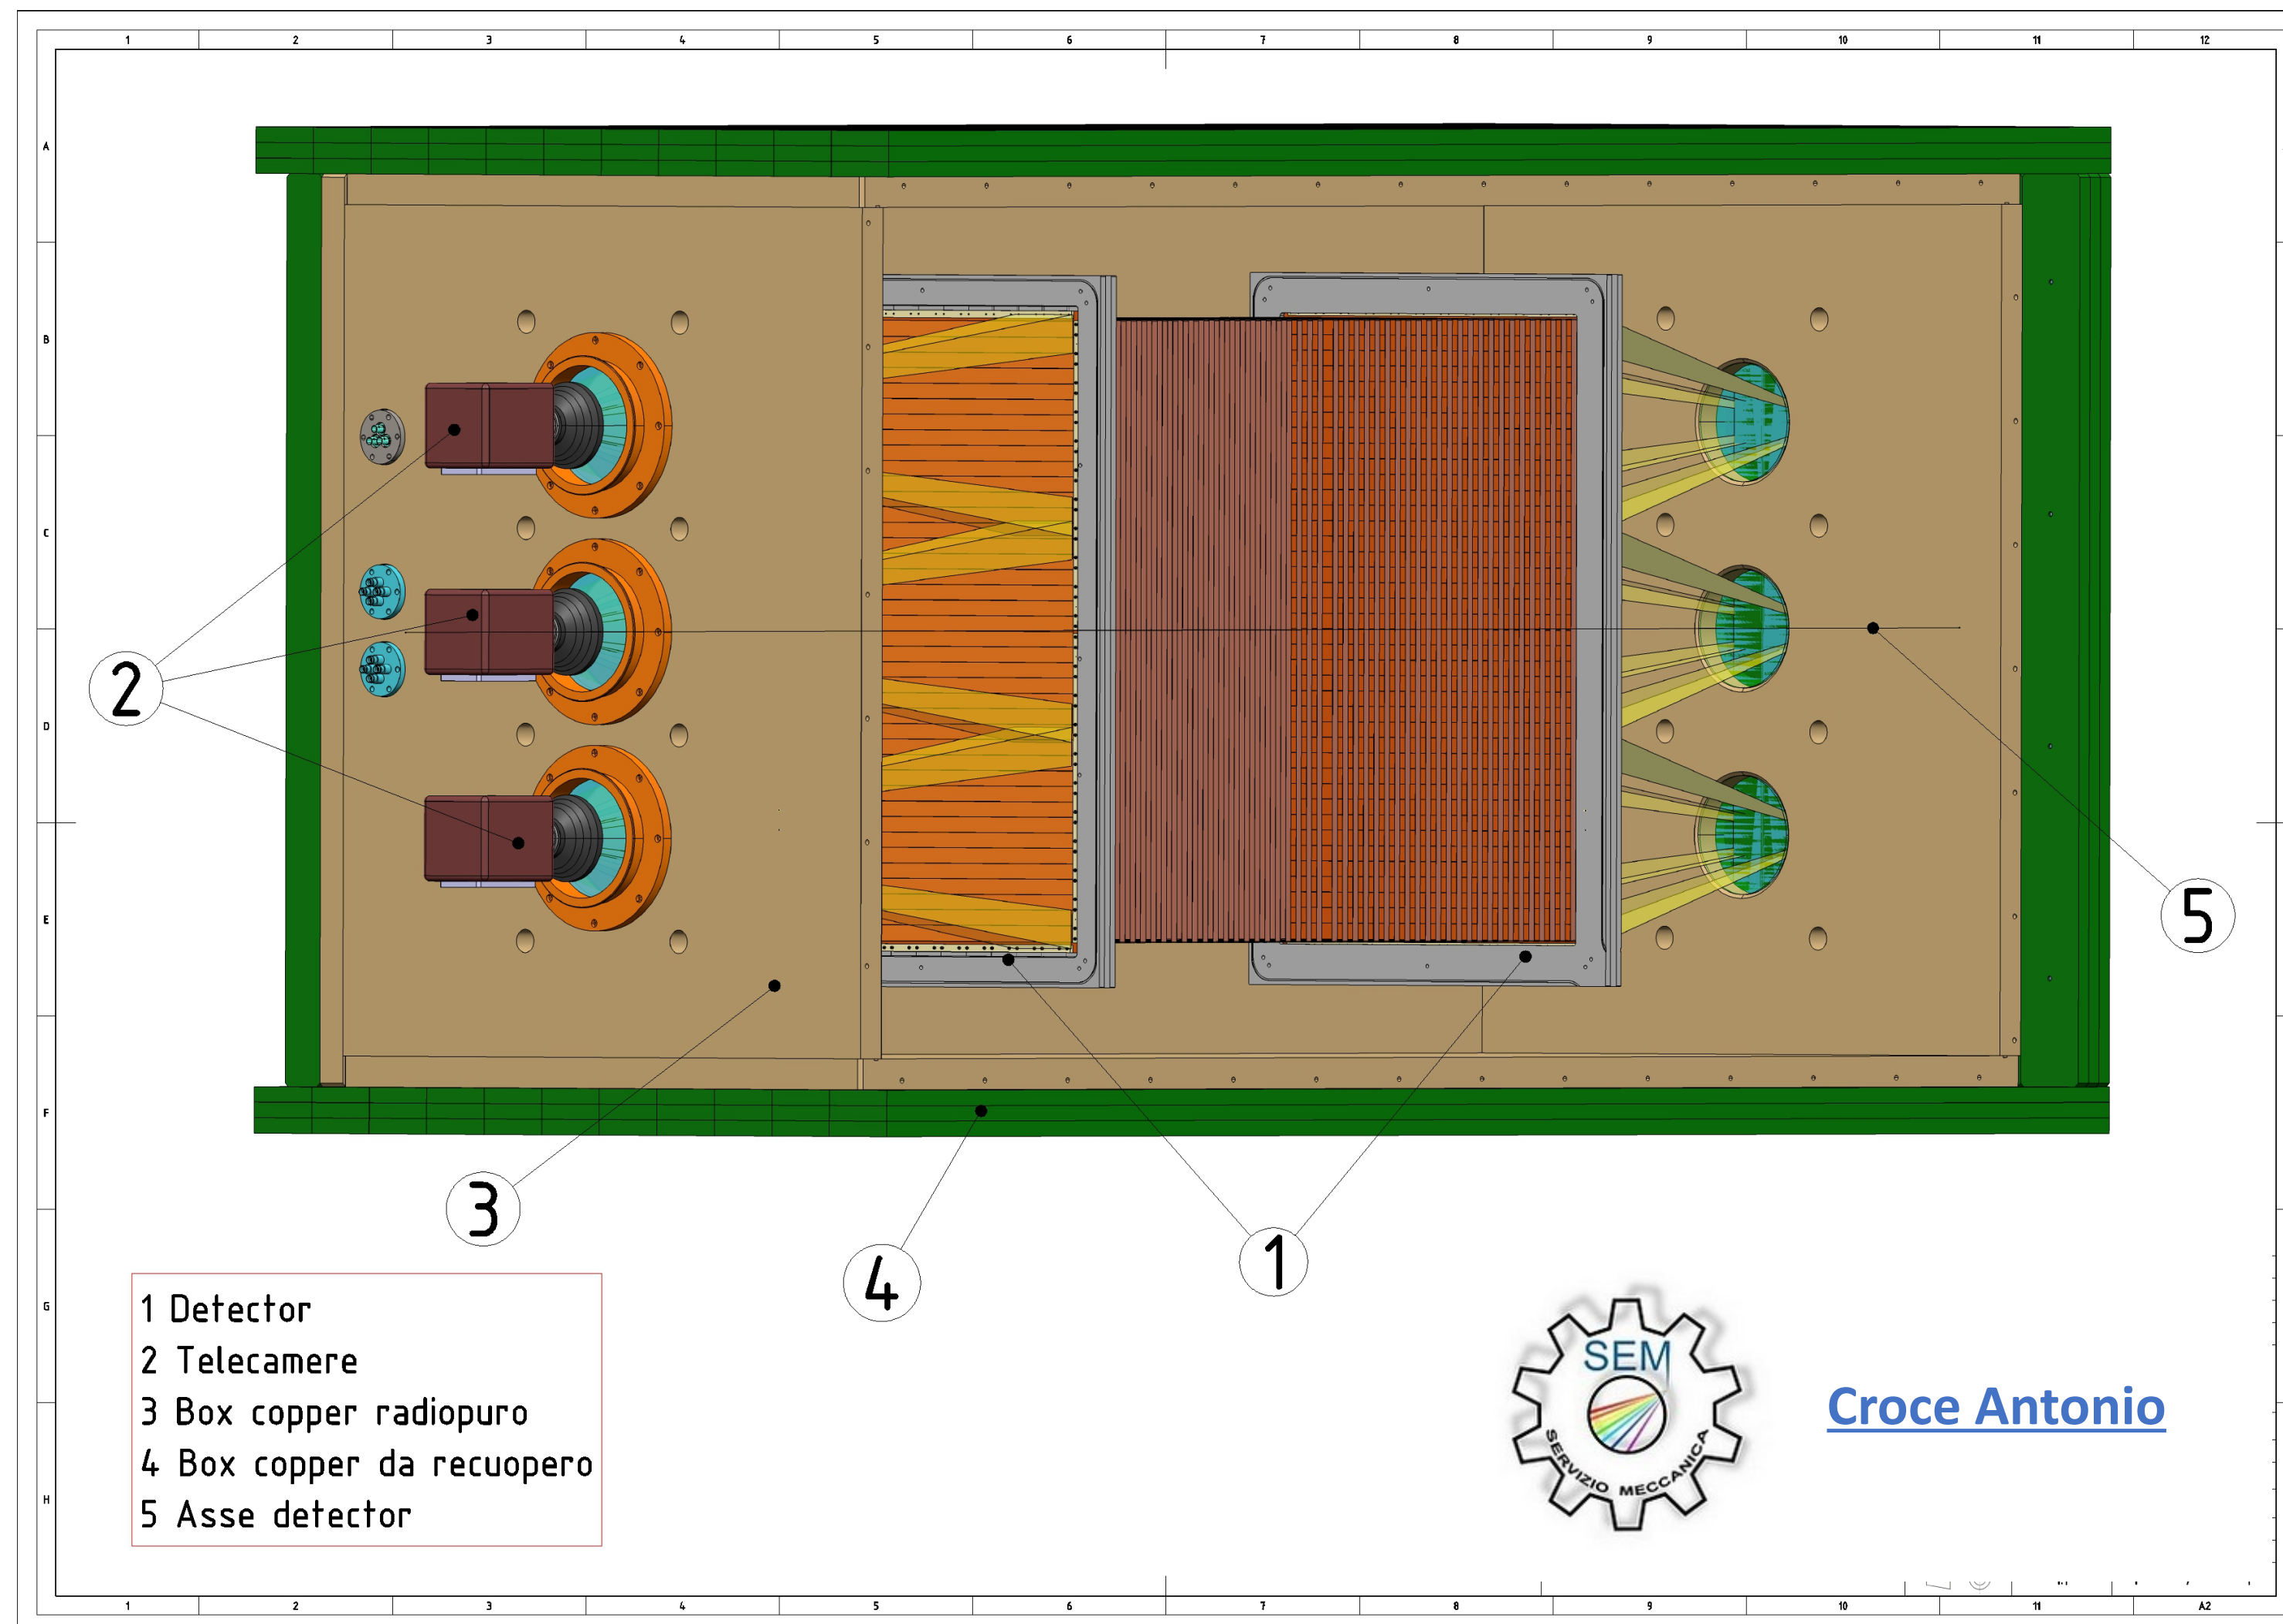 1 2 3 4 5 6 7 8 9 10 11 12
A
B
C
2
D
E
5
F
3
4
1
G
1 Detector
2 Telecamere
3 Box copper radiopuro
4 Box copper da recuopero
5 Asse detector
H
SEM
SERVIZIO MECCANICA
Croce Antonio
1 2 3 4 5 6 7 8 9 10 11 A2